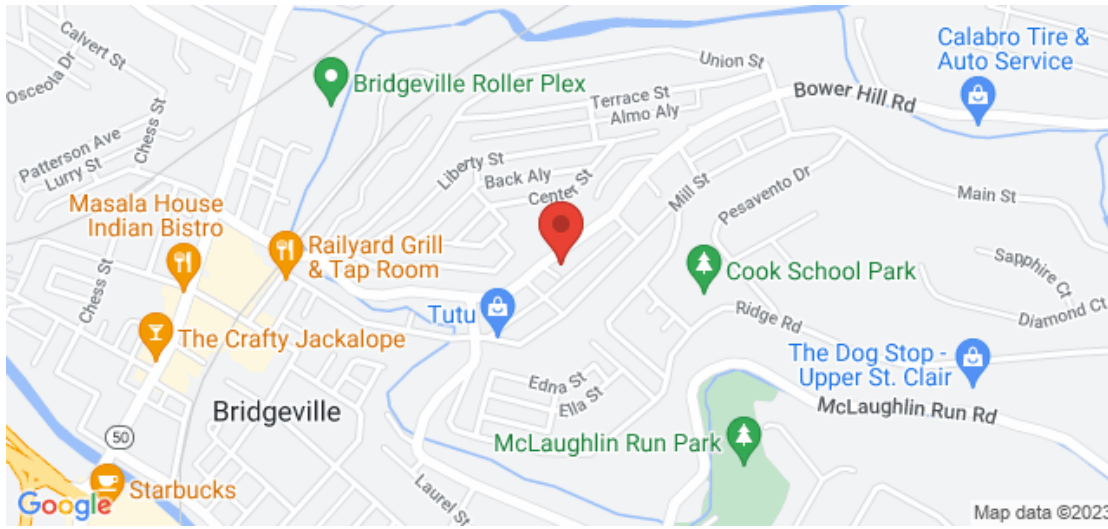 Calvert St
Osceola Dr
Chess St
Patterson Ave
Lurry St
Bridgeville Roller Plex
Union St
Terrace St
Almo Aly
Bower Hill Rd
Calabro Tire &
Auto Service
Liberty St
Back Aly
Center St
Mill St
Pesavento Dr
Main St
Masala House
Indian Bistro
Railyard Grill
& Tap Room
Cook School Park
Sapphire Ct
Diamond Ct
Chess St
Tutu
Ridge Rd
The Crafty Jackalope
The Dog Stop -
Upper St. Clair
Edna St
Ella St
McLaughlin Run Rd
Bridgeville
50
McLaughlin Run Park
Laurel St
Starbucks
Google
Map data ©2023